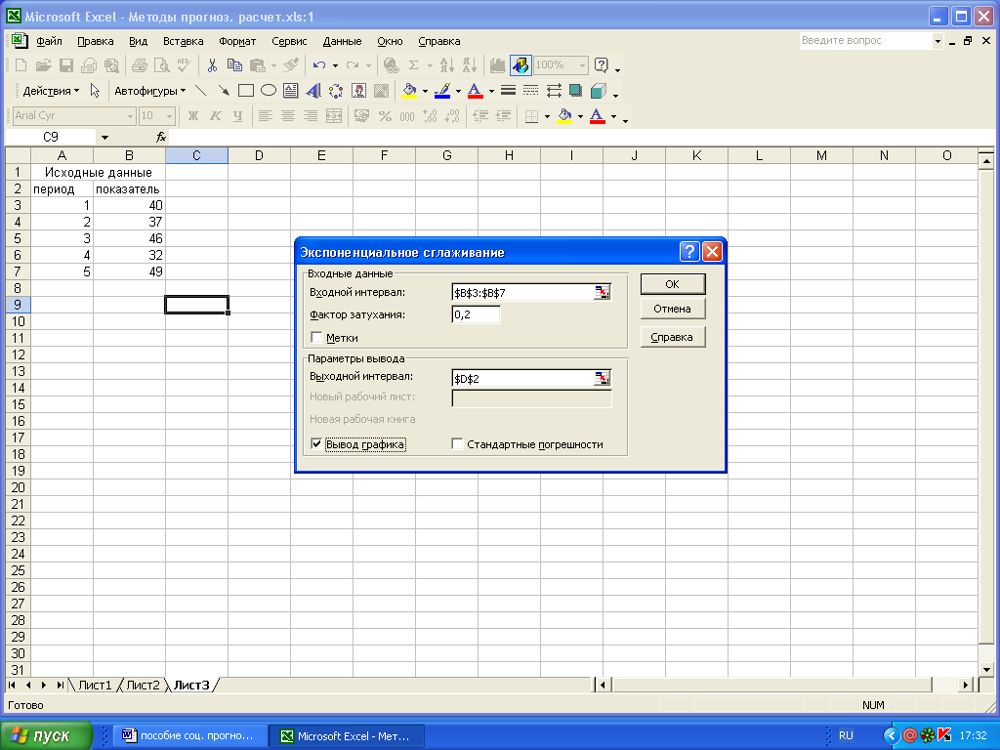 Microsoft Excel - Методы прогноз. расчет.xls:1
Файл Правка Вид Вставка Формат Сервис Данные Окно Справка Введите вопрос
Σ А Я Я А 100% ?
Действия Автофигуры А А
Arial Cyr 10 Ж К Ч % 000 А
C9 fx
A B C D E F G H I J K L M N O
1 Исходные данные
2 период показатель
3 1 40
4 2 37
5 3 46
6 4 32
7 5 49
8
9
10
11
12
13
14
15
16
17
18
19
20
21
22
23
24
25
26
27
28
29
30
31
Экспоненциальное сглаживание ?
Входные данные
Входной интервал: $B$3:$B$7 ОК
Фактор затухания: 0,2 Отмена
Метки Справка
Параметры вывода
Выходной интервал: $D$2
Новый рабочий лист:
Новая рабочая книга
Вывод графика Стандартные погрешности
Лист1 Лист2 Лист3
Готово NUM
пуск пособие соц. прогно... Microsoft Excel - Мет... RU 17:32